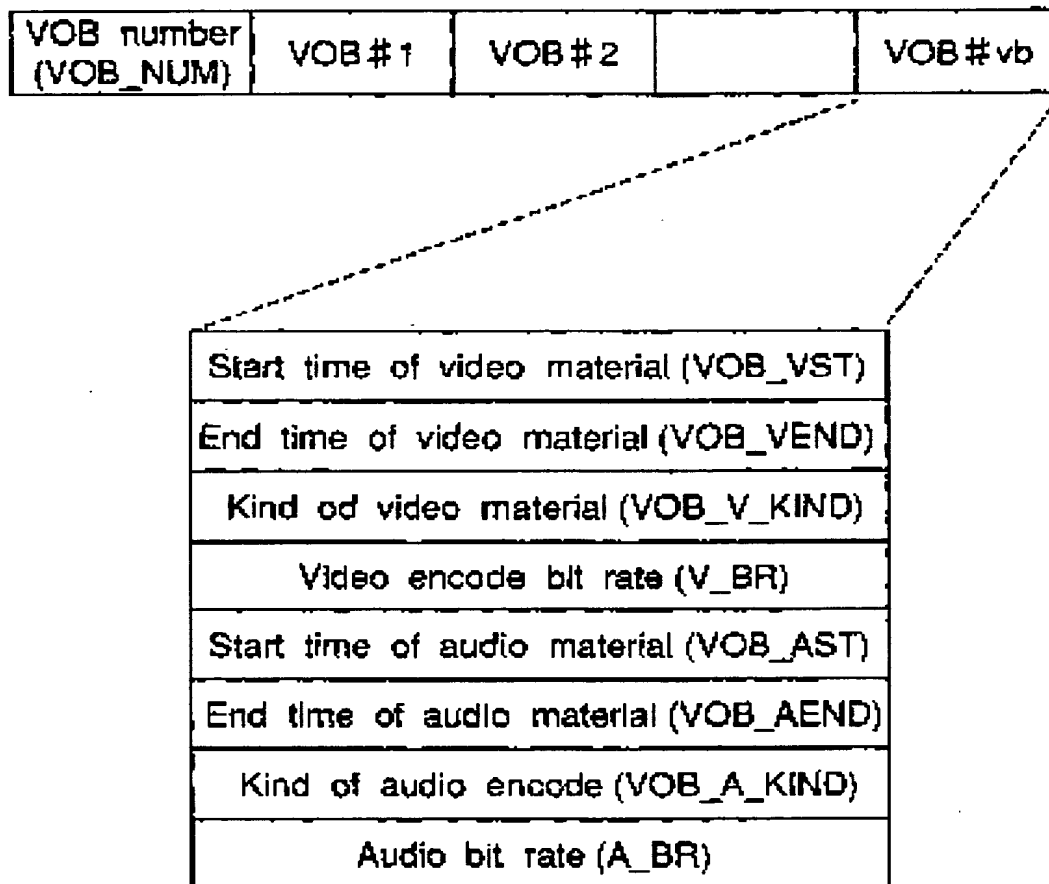 VOB number
(VOB_NUM)
VOB#1
VOB#2
VOB#vb
Start time of video material (VOB_VST)
End time of video material (VOB_VEND)
Kind od video material (VOB_V_KIND)
Video encode bit rate (V_BR)
Start time of audio material (VOB_AST)
End time of audio material (VOB_AEND)
Kind of audio encode (VOB_A_KIND)
Audio bit rate (A_BR)